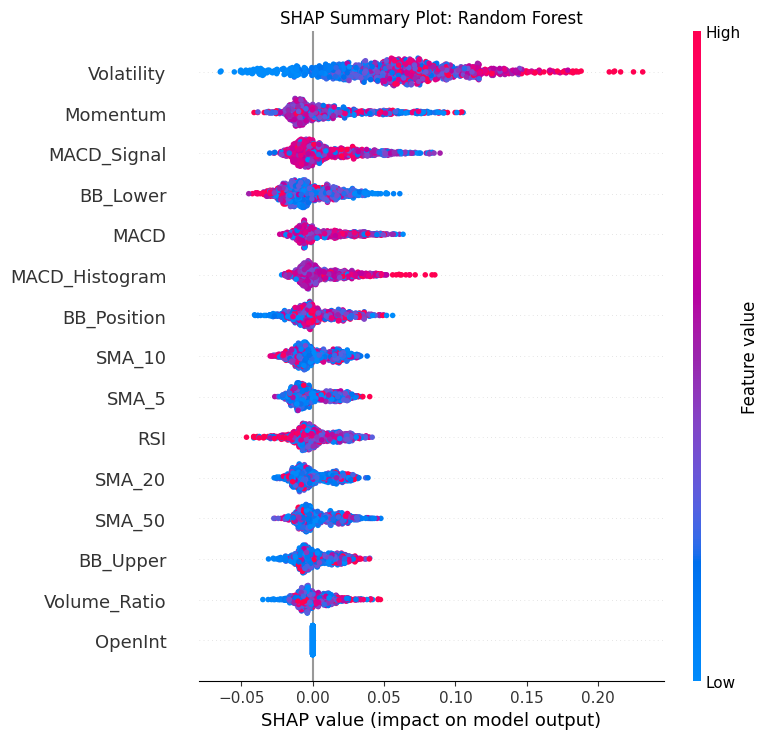 SHAP Summary Plot: Random Forest
High
Volatility
Momentum
MACD_Signal
BB_Lower
MACD
MACD_Histogram
BB_Position
SMA_10
SMA_5
RSI
SMA_20
SMA_50
BB_Upper
Volume_Ratio
OpenInt
Feature value
Low
−0.05 0.00 0.05 0.10 0.15 0.20
SHAP value (impact on model output)